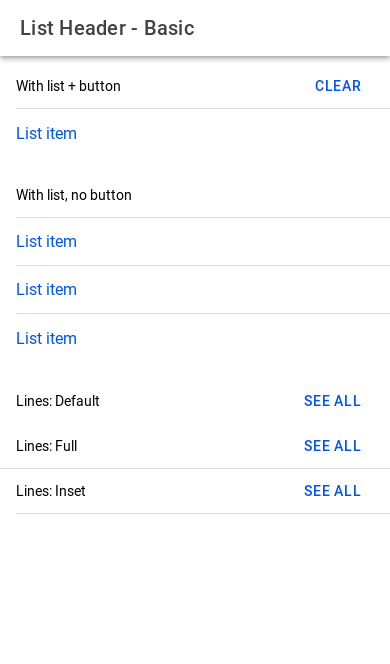 List Header - Basic
With list + button CLEAR
List item
With list, no button
List item
List item
List item
Lines: Default SEE ALL
Lines: Full SEE ALL
Lines: Inset SEE ALL